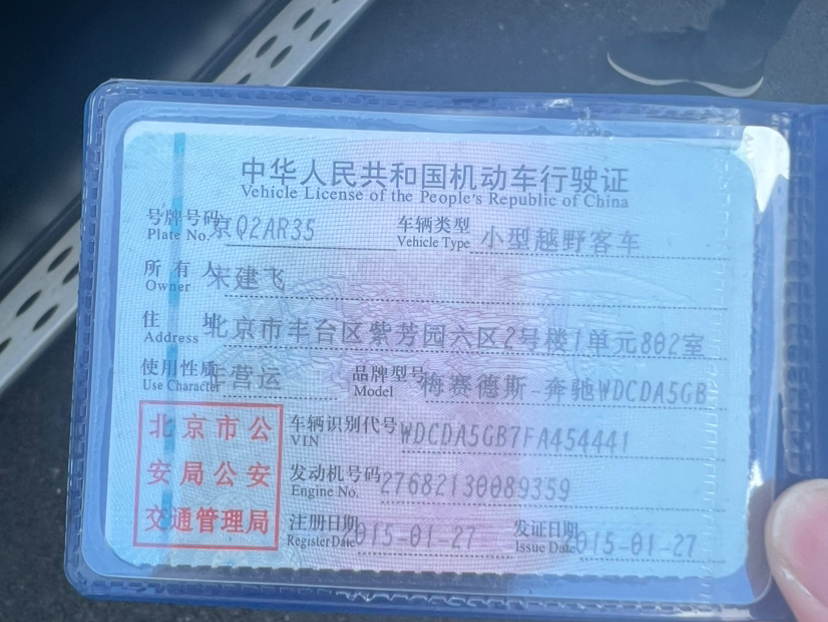 中华人民共和国机动车行驶证
Vehicle License of the People's Republic of China
号牌号码 京Q2AR35 车辆类型 小型越野客车
Plate No. Vehicle Type
所有人 宋建飞
Owner
住址 北京市丰台区紫芳园六区2号楼1单元802室
Address
使用性质 非营运 品牌型号 梅赛德斯-奔驰WDCDA5GB
Use Character Model
北京市公
安局公安
交通管理局
车辆识别代号 WDCDA5GB7FA454441
VIN
发动机号码 27682130089359
Engine No.
注册日期 2015-01-27 发证日期 2015-01-27
Register Date Issue Date